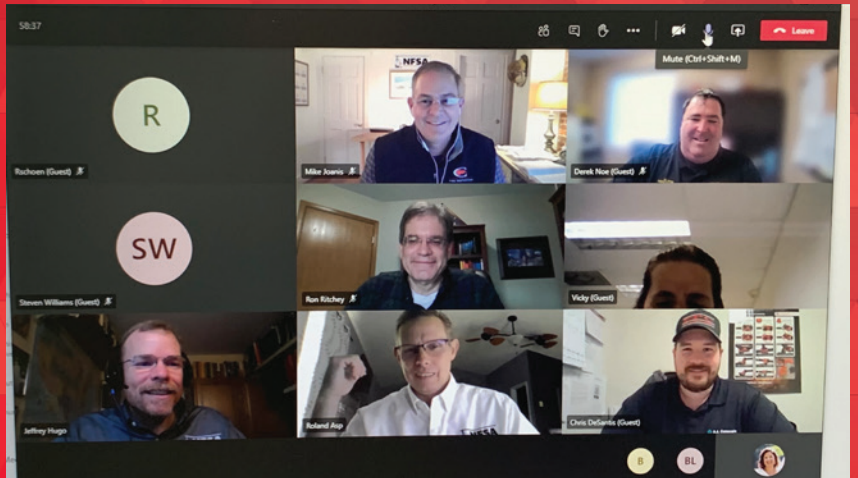 58:37
Leave
Mute (Ctrl+Shift+M)
NFSA
R
Rschoen (Guest)
Mike Joanis
Derek Noe (Guest)
SW
Steven Williams (Guest)
Ron Ritchey
Vicky (Guest)
Jeffrey Hugo
Roland Asp
NFSA
Chris DeSantis (Guest)
B
BL